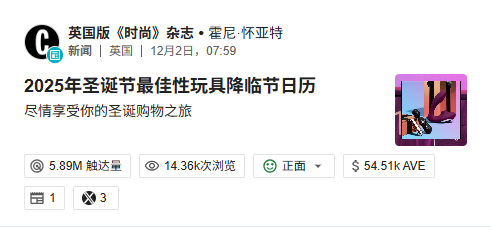 英国版《时尚》杂志 • 霍尼·怀亚特
新闻 | 英国 | 12月2日，07:59
2025年圣诞节最佳性玩具降临节日历
尽情享受你的圣诞购物之旅
5.89M 触达量 14.36k次浏览 正面 $ 54.51k AVE
1 3